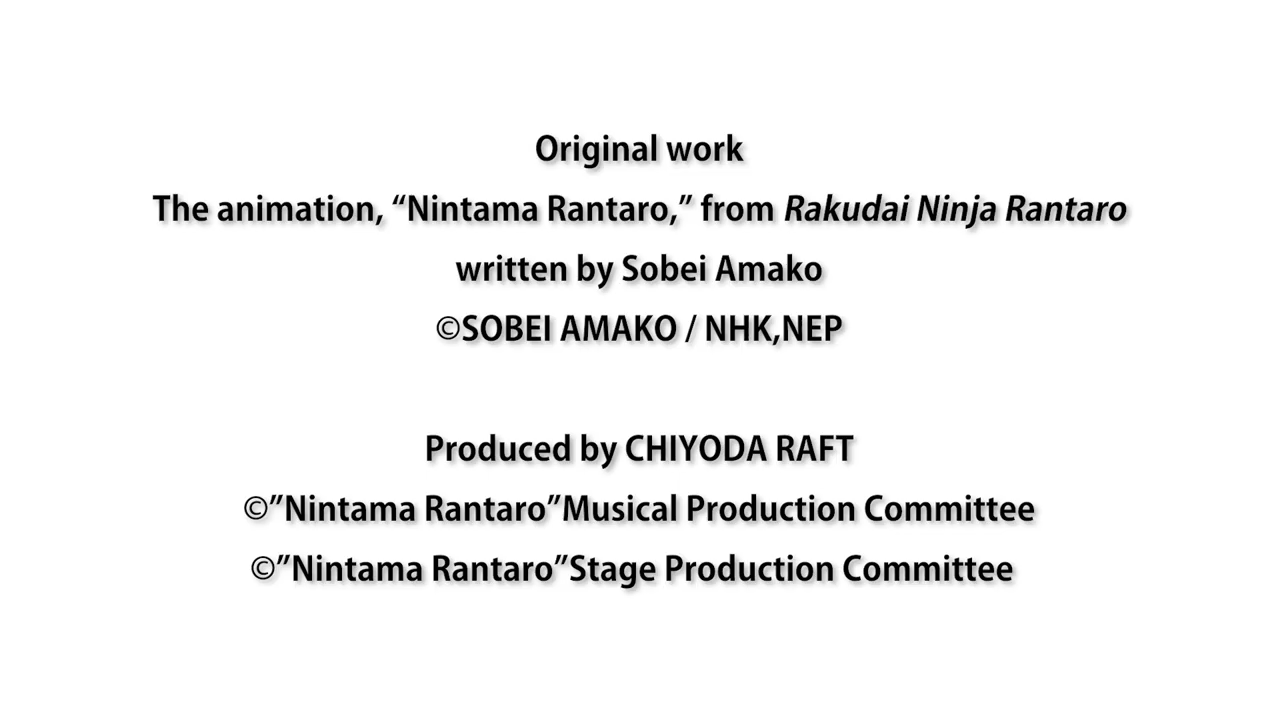 Original work
The animation, “Nintama Rantaro,” from Rakudai Ninja Rantaro
written by Sobei Amako
©SOBEI AMAKO / NHK,NEP
Produced by CHIYODA RAFT
©”Nintama Rantaro”Musical Production Committee
©”Nintama Rantaro”Stage Production Committee